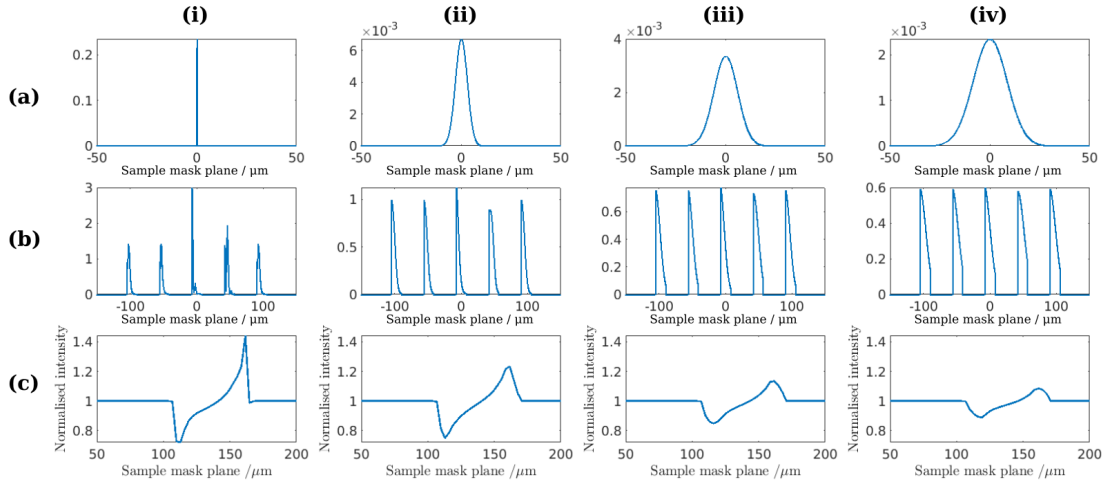 (i) (ii) (iii) (iv)
(a)
0.2
0.1
0
-50 0 50
Sample mask plane / μm
×10⁻³
6
4
2
0
-50 0 50
Sample mask plane / μm
×10⁻³
4
2
0
-50 0 50
Sample mask plane / μm
×10⁻³
2
1
0
-50 0 50
Sample mask plane / μm
(b)
3
2
1
0
-100 0 100
Sample mask plane / μm
1
0.5
0
-100 0 100
Sample mask plane / μm
0.6
0.4
0.2
0
-100 0 100
Sample mask plane / μm
0.6
0.4
0.2
0
-100 0 100
Sample mask plane / μm
(c)
Normalised intensity
1.4
1.2
1
0.8
50 100 150 200
Sample mask plane /μm
Normalised intensity
1.4
1.2
1
0.8
50 100 150 200
Sample mask plane /μm
Normalised intensity
1.4
1.2
1
0.8
50 100 150 200
Sample mask plane /μm
Normalised intensity
1.4
1.2
1
0.8
50 100 150 200
Sample mask plane /μm